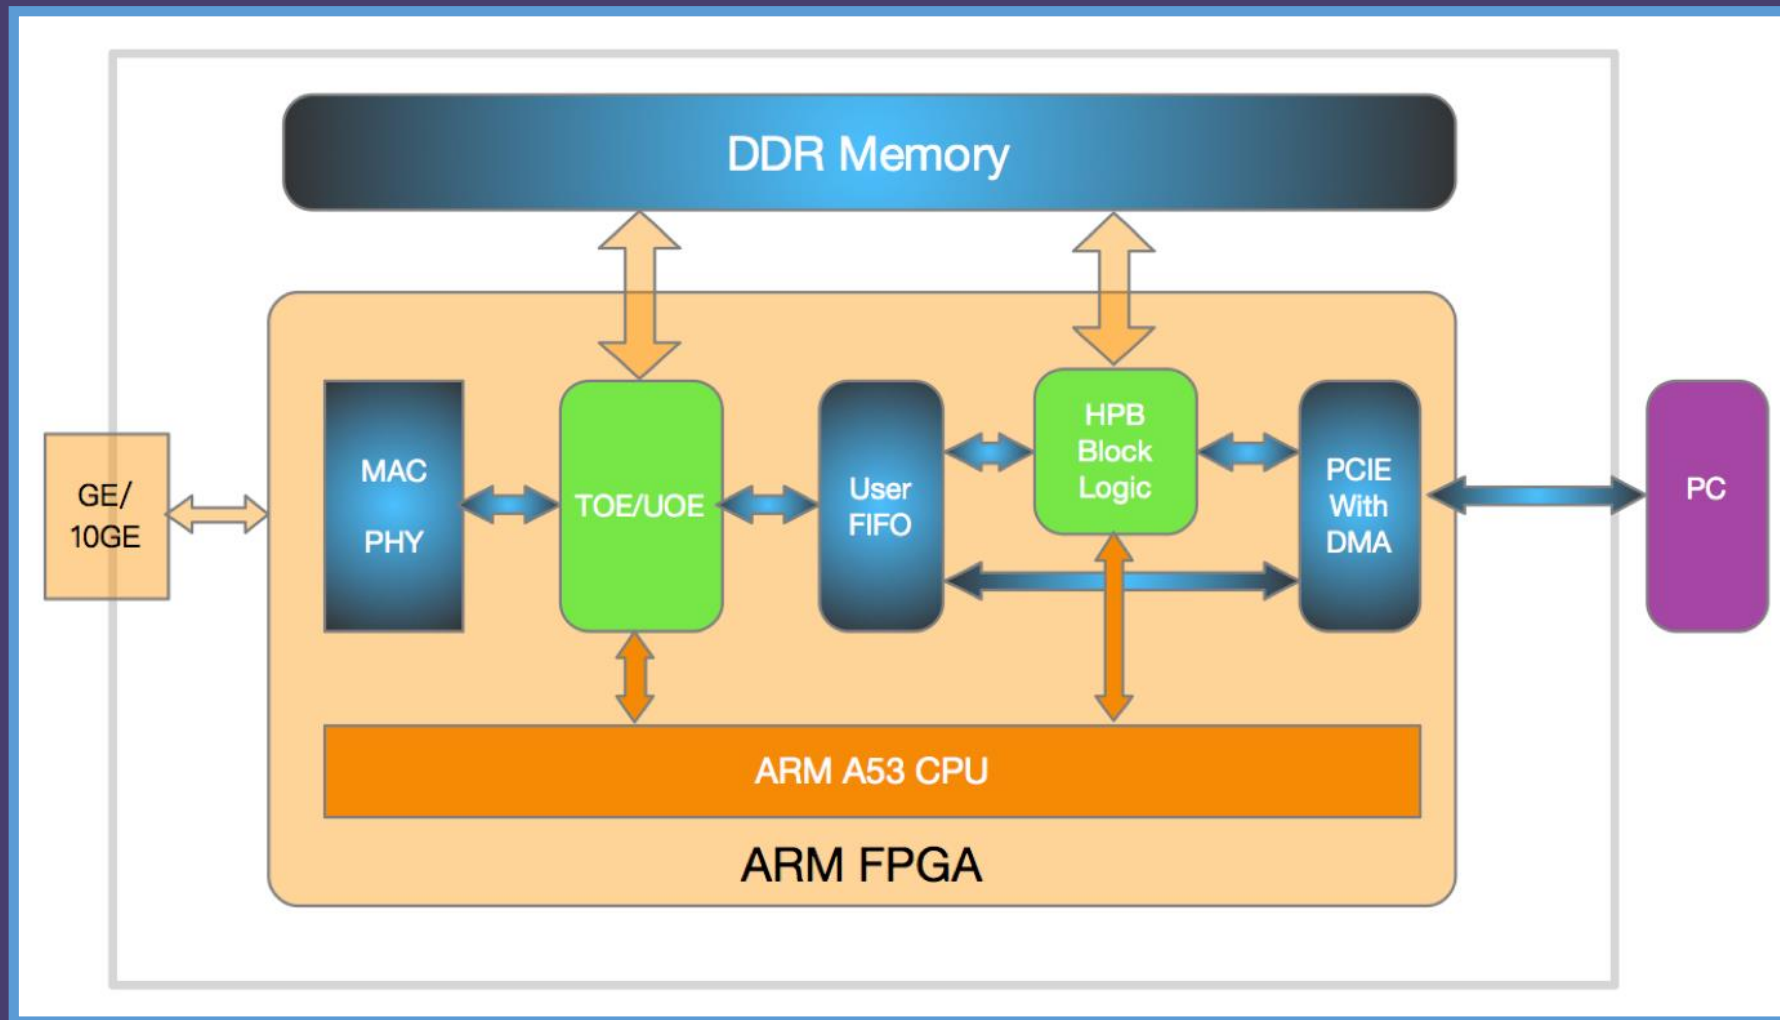 DDR Memory
GE/
10GE
MAC
PHY
TOE/UOE
User
FIFO
HPB
Block
Logic
PCIE
With
DMA
PC
ARM A53 CPU
ARM FPGA